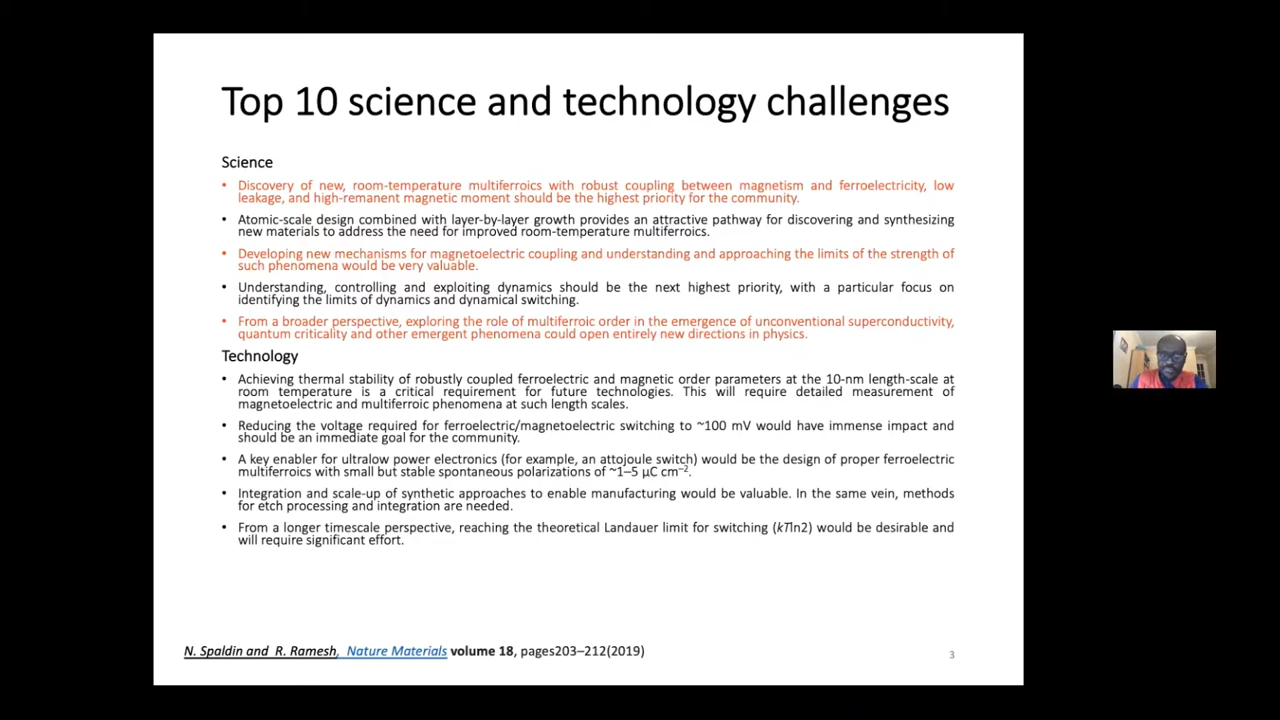 Top 10 science and technology challenges
Science
• Discovery of new, room-temperature multiferroics with robust coupling between magnetism and ferroelectricity, low
leakage, and high-remanent magnetic moment should be the highest priority for the community.
• Atomic-scale design combined with layer-by-layer growth provides an attractive pathway for discovering and synthesizing
new materials to address the need for improved room-temperature multiferroics.
• Developing new mechanisms for magnetoelectric coupling and understanding and approaching the limits of the strength of
such phenomena would be very valuable.
• Understanding, controlling and exploiting dynamics should be the next highest priority, with a particular focus on
identifying the limits of dynamics and dynamical switching.
• From a broader perspective, exploring the role of multiferroic order in the emergence of unconventional superconductivity,
quantum criticality and other emergent phenomena could open entirely new directions in physics.
Technology
• Achieving thermal stability of robustly coupled ferroelectric and magnetic order parameters at the 10-nm length-scale at
room temperature is a critical requirement for future technologies. This will require detailed measurement of
magnetoelectric and multiferroic phenomena at such length scales.
• Reducing the voltage required for ferroelectric/magnetoelectric switching to ~100 mV would have immense impact and
should be an immediate goal for the community.
• A key enabler for ultralow power electronics (for example, an attojoule switch) would be the design of proper ferroelectric
multiferroics with small but stable spontaneous polarizations of ~1–5 μC cm⁻².
• Integration and scale-up of synthetic approaches to enable manufacturing would be valuable. In the same vein, methods
for etch processing and integration are needed.
• From a longer timescale perspective, reaching the theoretical Landauer limit for switching (kTln2) would be desirable and
will require significant effort.
N. Spaldin and R. Ramesh, Nature Materials volume 18, pages203–212(2019)
3